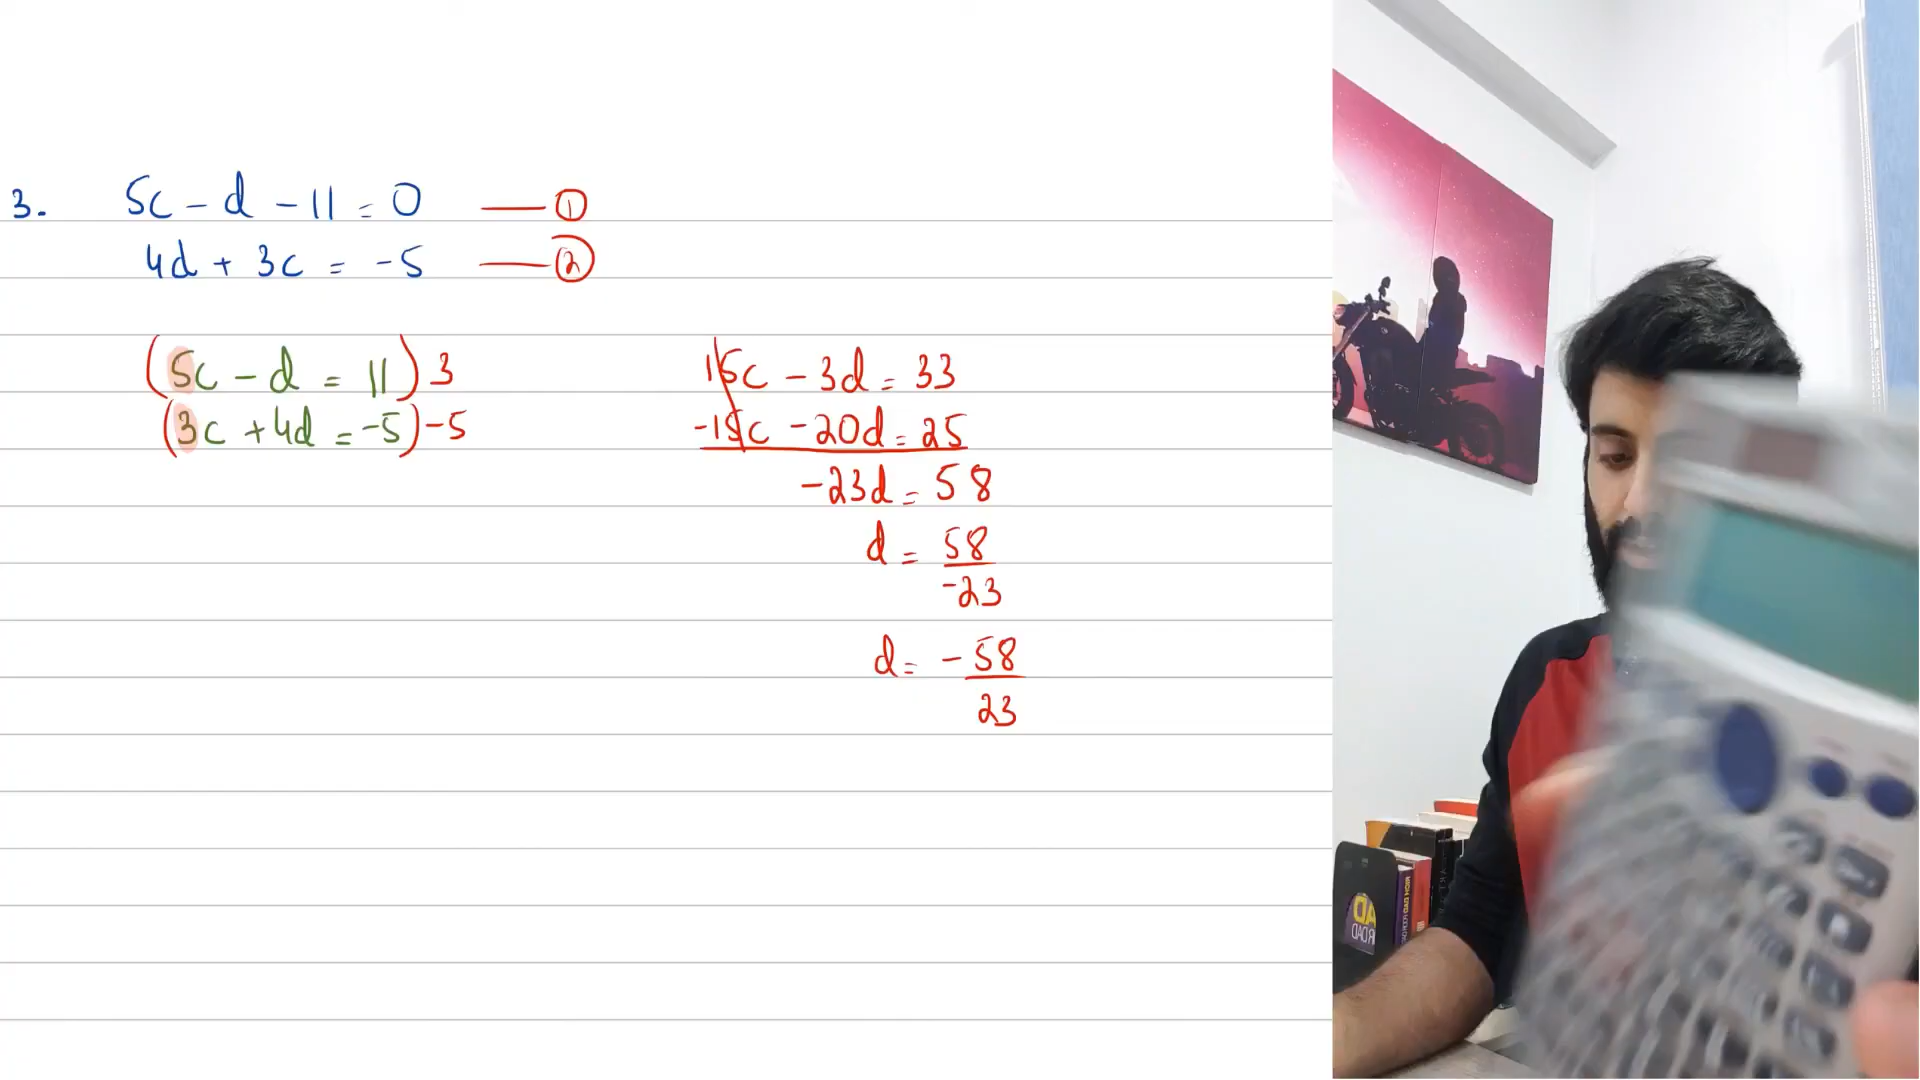 3. 5c - d - 11 = 0 —— ①
4d + 3c = -5 —— ②
(5c - d = 11) 3
(3c + 4d = -5) -5
15c - 3d = 33
-15c - 20d = 25
-23d = 58
d = 58/-23
d = -58/23